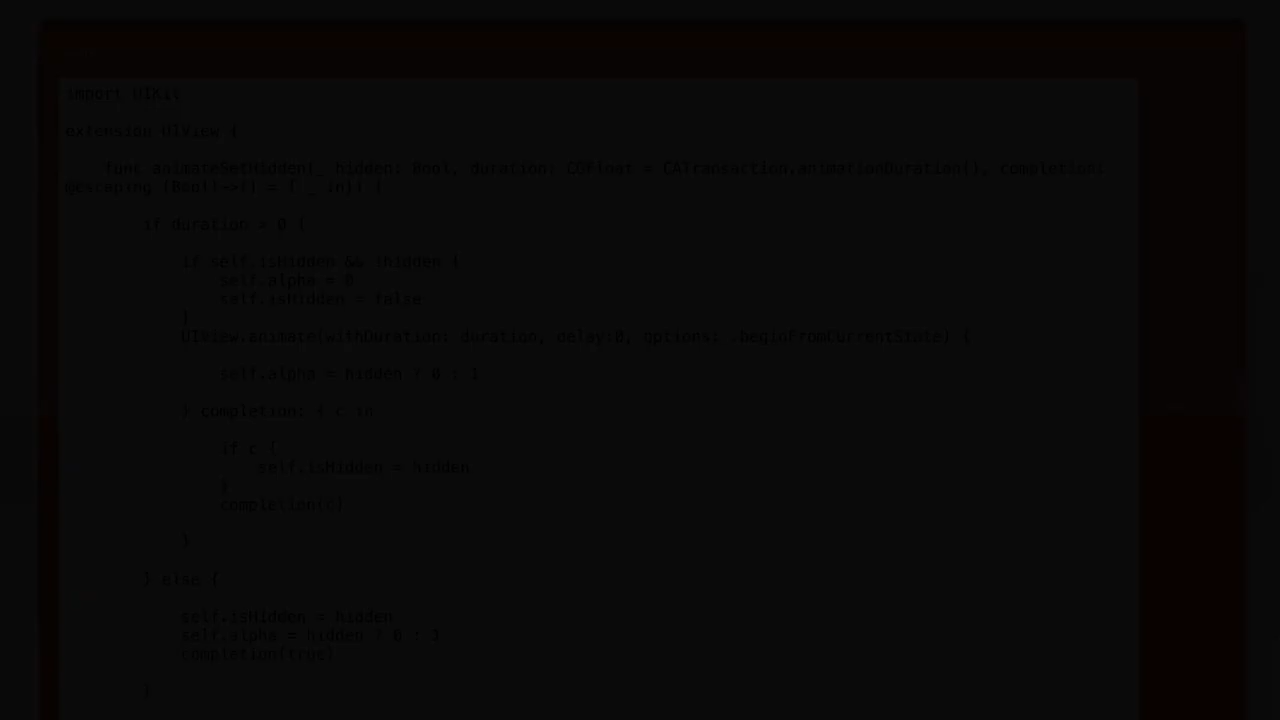 import UIKit
extension UIView {
func animateSetHidden(_ hidden: Bool, duration: CGFloat = CATransaction.animationDuration(), completion:
@escaping (Bool)->() = { _ in}) {
if duration > 0 {
if self.isHidden && !hidden {
self.alpha = 0
self.isHidden = false
}
UIView.animate(withDuration: duration, delay:0, options: .beginFromCurrentState) {
self.alpha = hidden ? 0 : 1
} completion: { c in
if c {
self.isHidden = hidden
}
completion(c)
}
} else {
self.isHidden = hidden
self.alpha = hidden ? 0 : 1
completion(true)
}